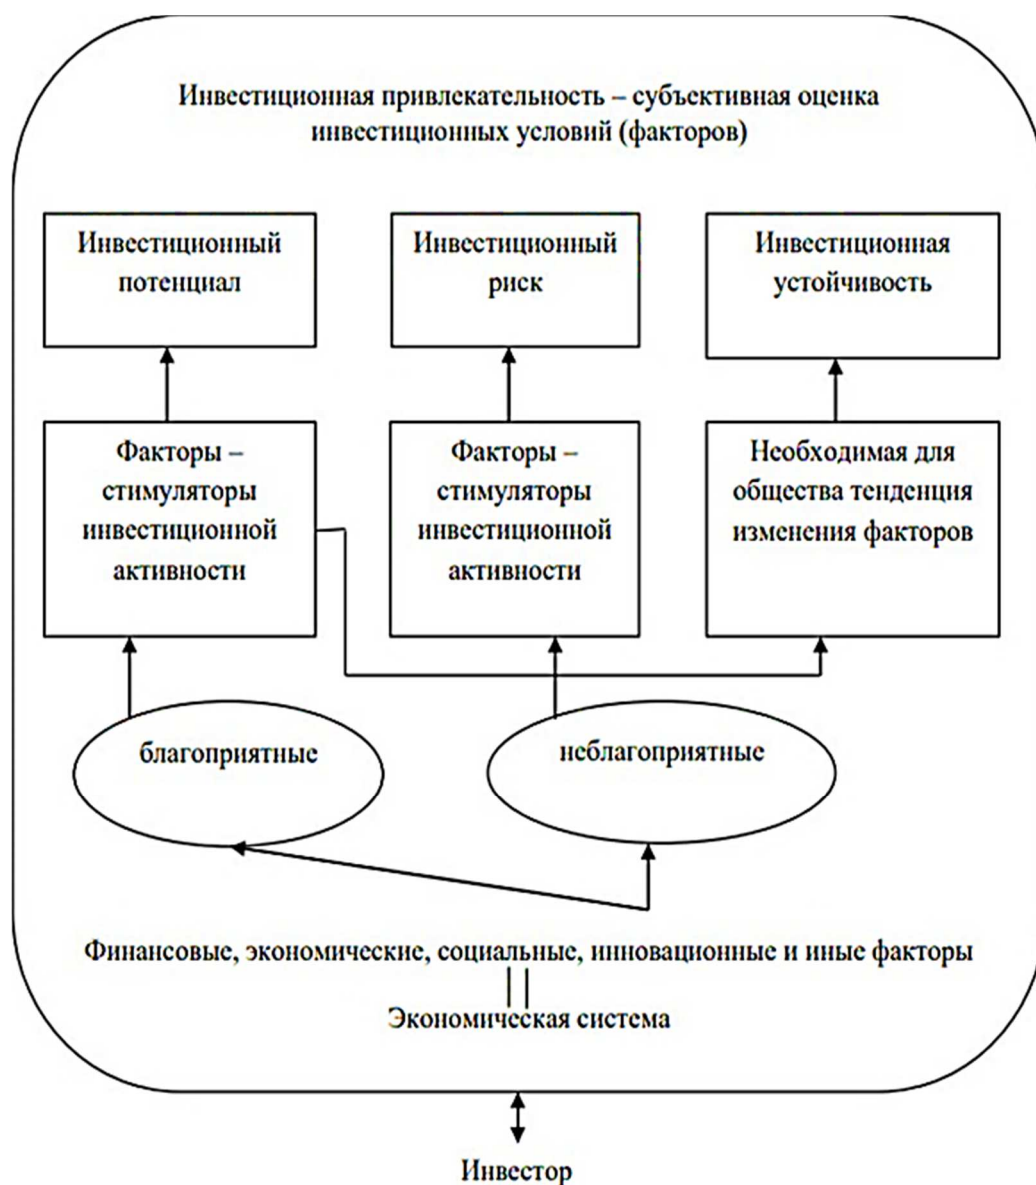 Инвестиционная привлекательность – субъективная оценка
инвестиционных условий (факторов)
Инвестиционный
потенциал
Инвестиционный
риск
Инвестиционная
устойчивость
Факторы –
стимуляторы
инвестиционной
активности
Факторы –
стимуляторы
инвестиционной
активности
Необходимая для
общества тенденция
изменения факторов
благоприятные
неблагоприятные
Финансовые, экономические, социальные, инновационные и иные факторы
Экономическая система
Инвестор